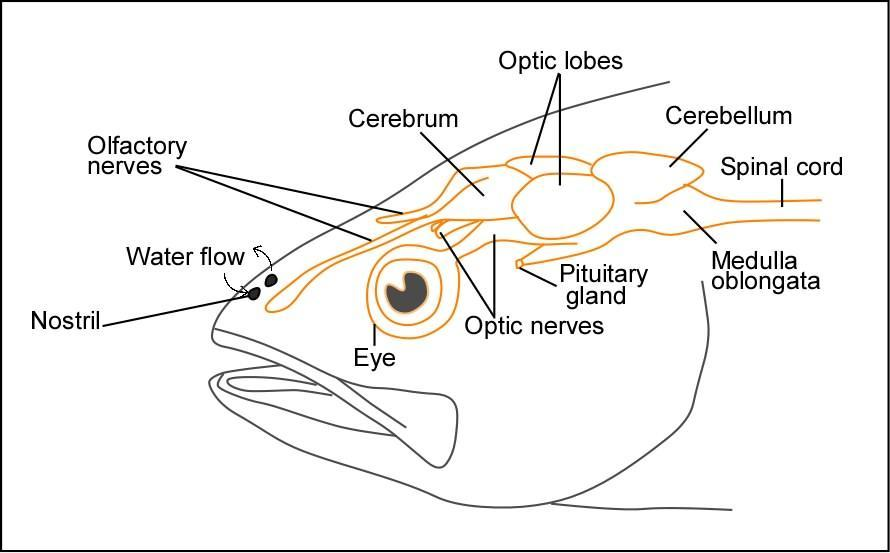 Optic lobes
Cerebrum
Cerebellum
Olfactory
nerves
Spinal cord
Water flow
Medulla
oblongata
Pituitary
gland
Nostril
Optic nerves
Eye